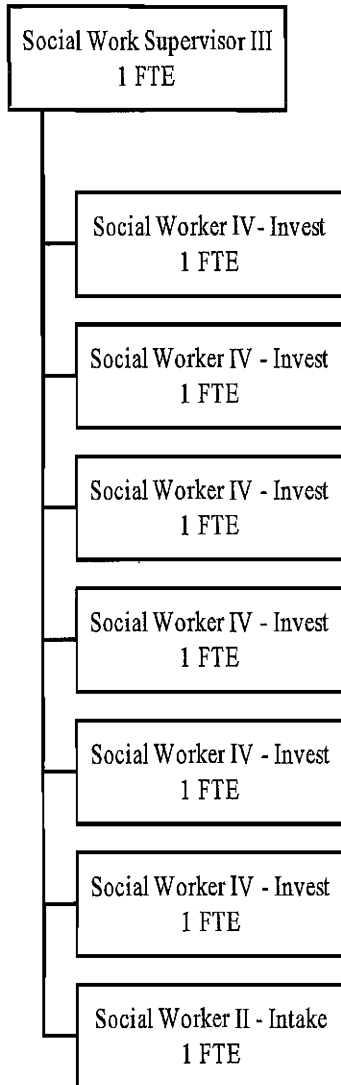 Social Work Supervisor III
1 FTE
Social Worker IV - Invest
1 FTE
Social Worker IV - Invest
1 FTE
Social Worker IV - Invest
1 FTE
Social Worker IV - Invest
1 FTE
Social Worker IV - Invest
1 FTE
Social Worker IV - Invest
1 FTE
Social Worker II - Intake
1 FTE